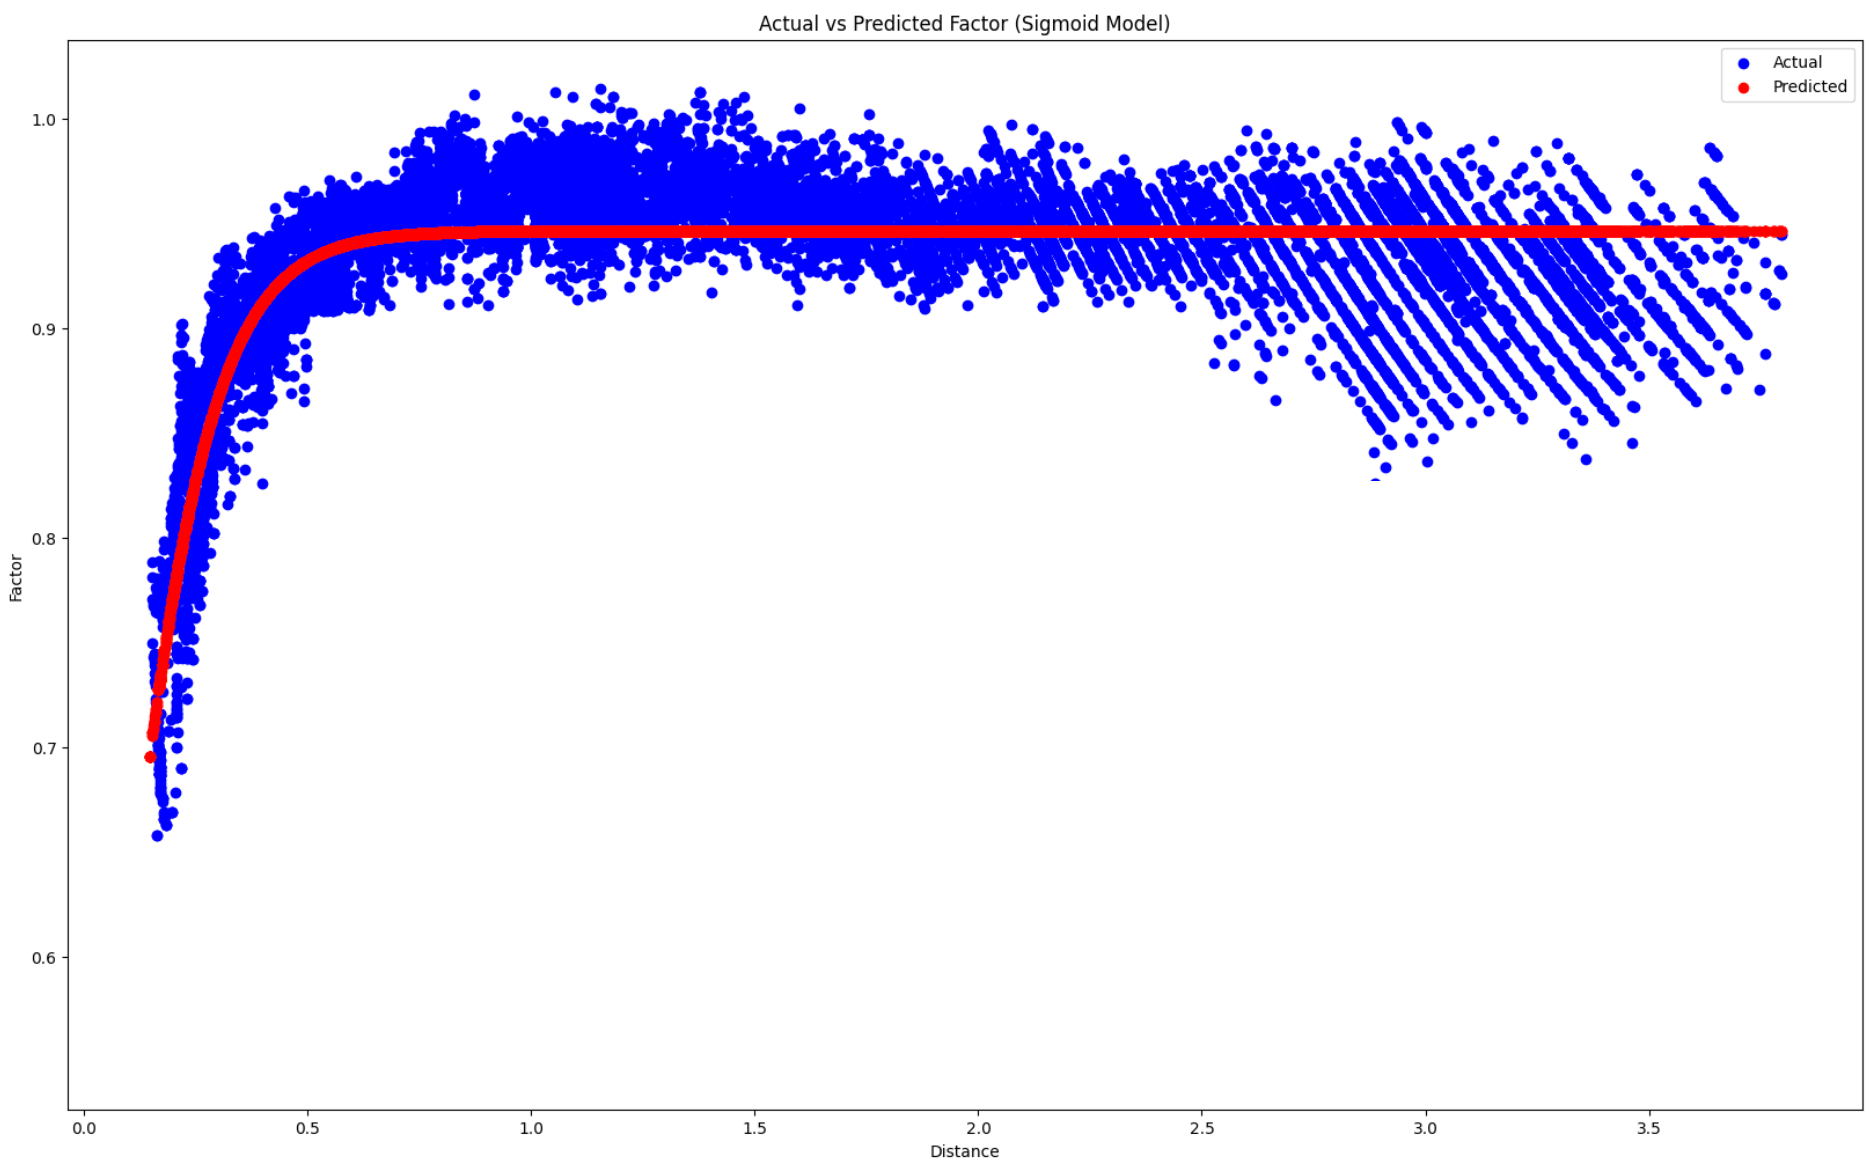 Actual vs Predicted Factor (Sigmoid Model)
Actual
Predicted
1.0
0.9
0.8
0.7
0.6
Factor
0.0 0.5 1.0 1.5 2.0 2.5 3.0 3.5
Distance